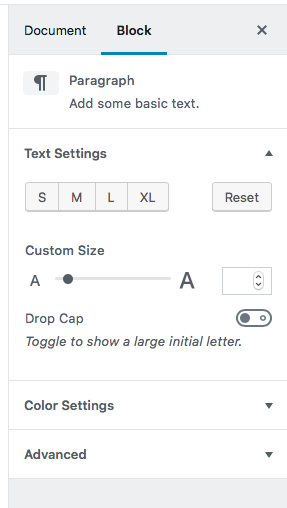 Document Block
Paragraph
Add some basic text.
Text Settings
S M L XL Reset
Custom Size
A A
Drop Cap
Toggle to show a large initial letter.
Color Settings
Advanced